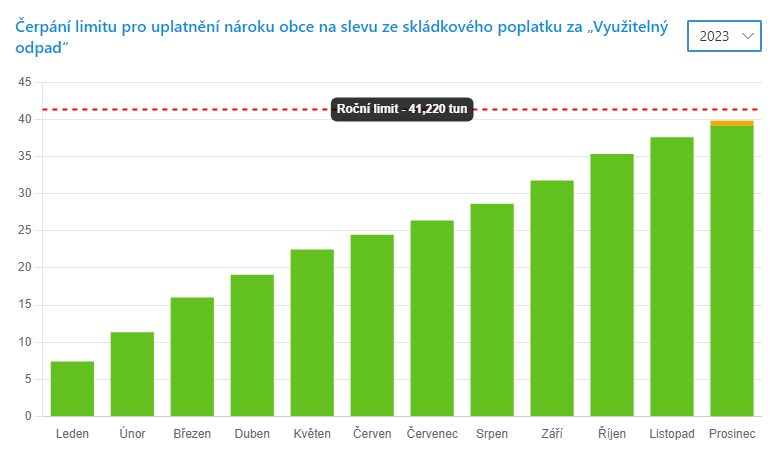 Čerpání limitu pro uplatnění nároku obce na slevu ze skládkového poplatku za „Využitelný
odpad“
2023
45
Roční limit - 41,220 tun
40
35
30
25
20
15
10
5
0
Leden Únor Březen Duben Květen Červen Červenec Srpen Září Říjen Listopad Prosinec